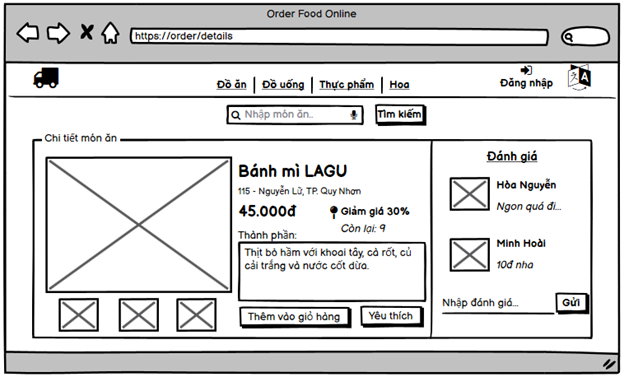 Order Food Online
https://order/details
Đồ ăn | Đồ uống | Thực phẩm | Hoa
Đăng nhập
Nhập món ăn..
Tìm kiếm
Chi tiết món ăn
Bánh mì LAGU
115 - Nguyễn Lữ, TP. Quy Nhơn
45.000đ
Giảm giá 30%
Còn lại: 9
Thành phần:
Thịt bò hầm với khoai tây, cà rốt, củ
cải trắng và nước cốt dừa.
Thêm vào giỏ hàng
Yêu thích
Đánh giá
Hòa Nguyễn
Ngon quá đi...
Minh Hoài
10đ nha
Nhập đánh giá...
Gửi